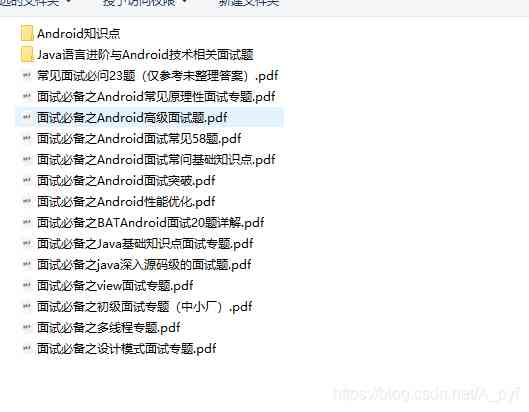 授予访问权限 新建文件夹
Android知识点
Java语言进阶与Android技术相关面试题
常见面试必问23题（仅参考未整理答案）.pdf
面试必备之Android常见原理性面试专题.pdf
面试必备之Android高级面试题.pdf
面试必备之Android面试常见58题.pdf
面试必备之Android面试常问基础知识点.pdf
面试必备之Android面试突破.pdf
面试必备之Android性能优化.pdf
面试必备之BATAndroid面试20题详解.pdf
面试必备之Java基础知识点面试专题.pdf
面试必备之java深入源码级的面试题.pdf
面试必备之view面试专题.pdf
面试必备之初级面试专题（中小厂）.pdf
面试必备之多线程专题.pdf
面试必备之设计模式面试专题.pdf
https://blog.csdn.net/A_pyf